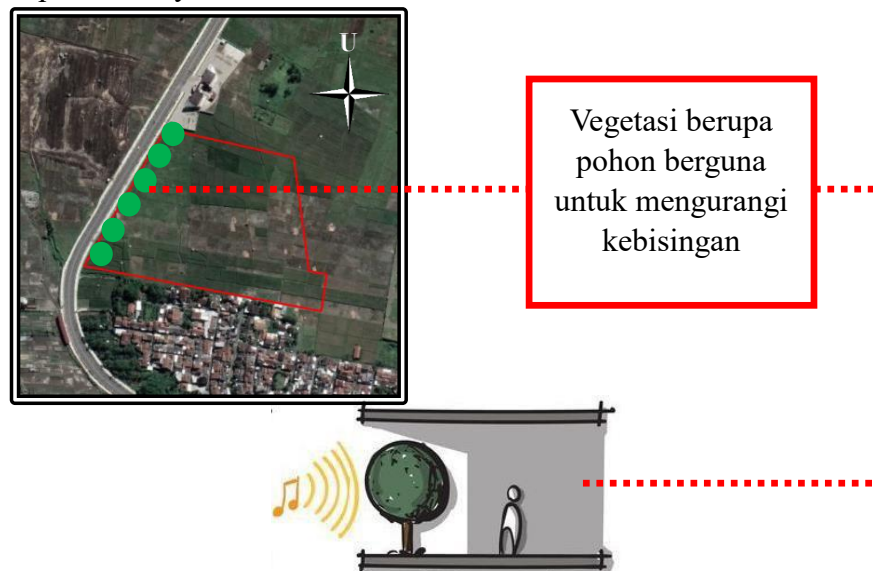 U
Vegetasi berupa
pohon berguna
untuk mengurangi
kebisingan